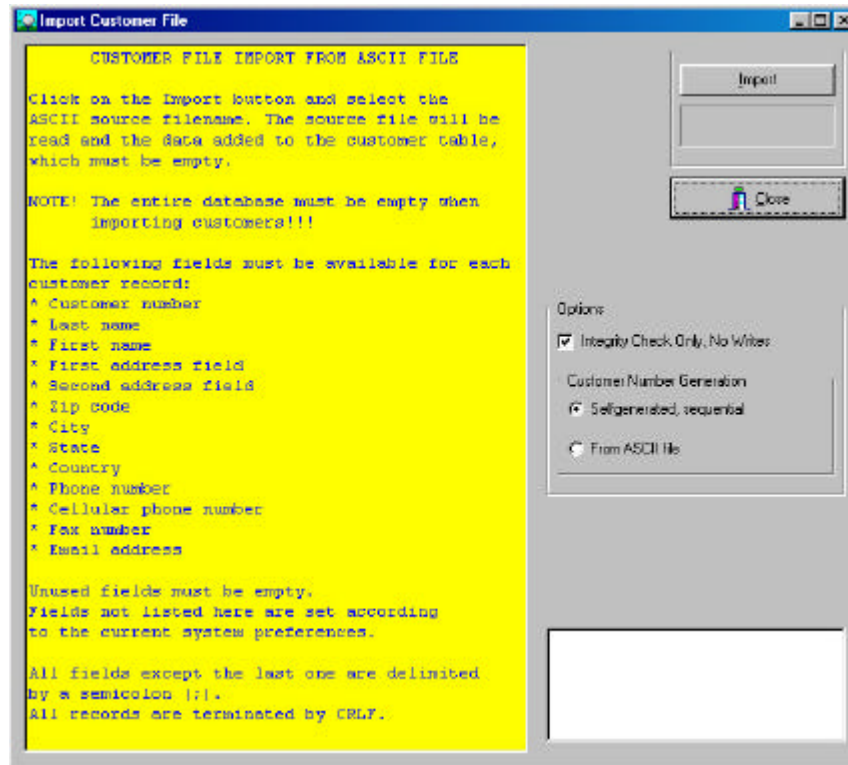 Import Customer File
CUSTOMER FILE IMPORT FROM ASCII FILE
Click on the Import button and select the
ASCII source filename. The source file will be
read and the data added to the customer table,
which must be empty.
NOTE! The entire database must be empty when
importing customers!!!
The following fields must be available for each
customer record:
* Customer number
* Last name
* First name
* First address field
* Second address field
* Zip code
* City
* State
* Country
* Phone number
* Cellular phone number
* Fax number
* Email address
Unused fields must be empty.
Fields not listed here are set according
to the current system preferences.
All fields except the last one are delimited
by a semicolon |;|.
All records are terminated by CRLF.
Import
Close
Options
Integrity Check Only, No Writes
Customer Number Generation
Selfgenerated, sequential
From ASCII file